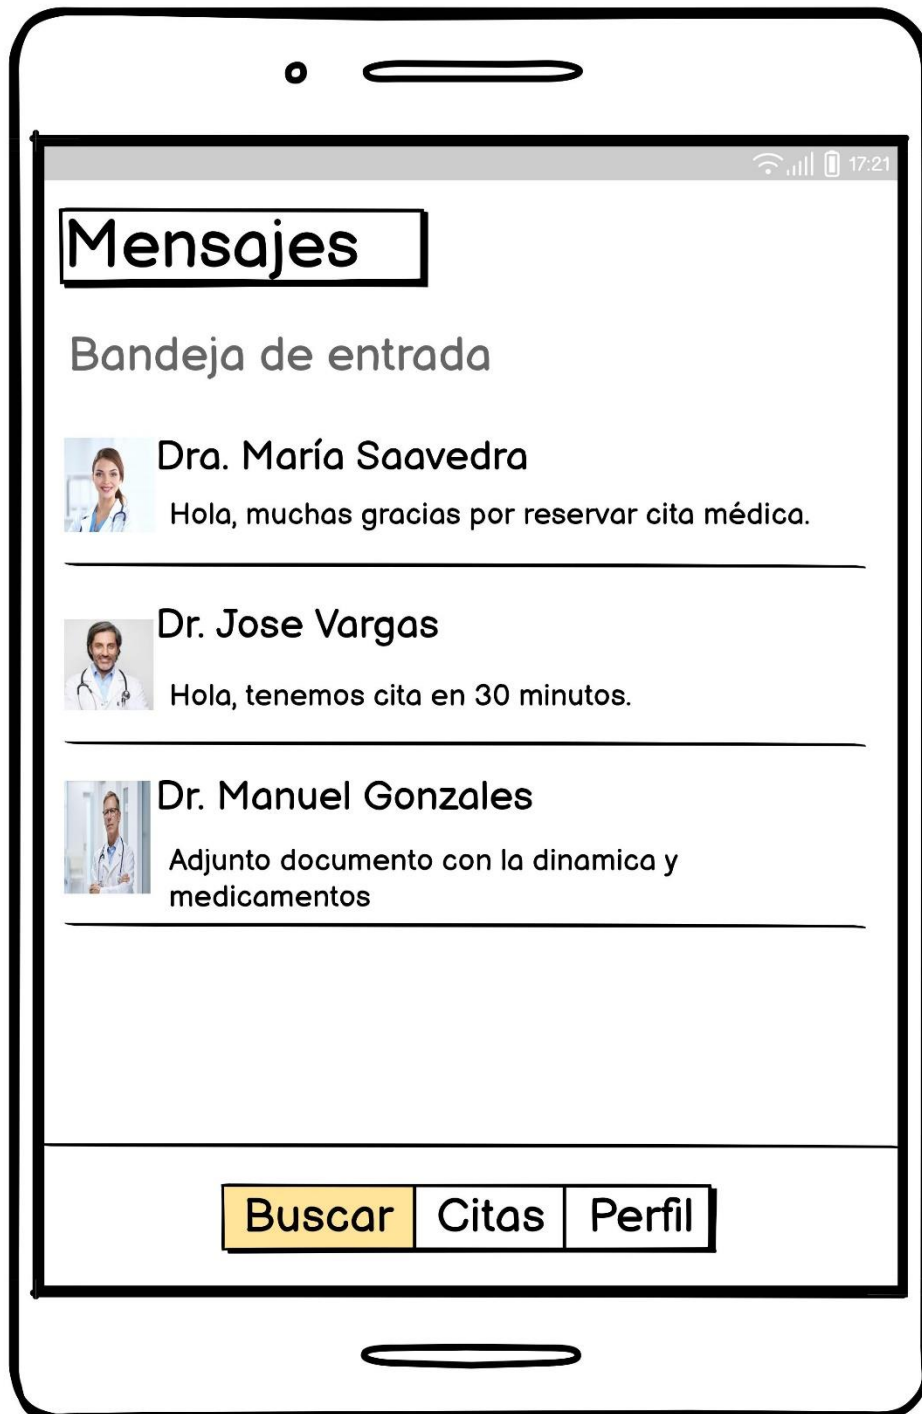 17:21
Mensajes
Bandeja de entrada
Dra. María Saavedra
Hola, muchas gracias por reservar cita médica.
Dr. Jose Vargas
Hola, tenemos cita en 30 minutos.
Dr. Manuel Gonzales
Adjunto documento con la dinamica y
medicamentos
Buscar Citas Perfil